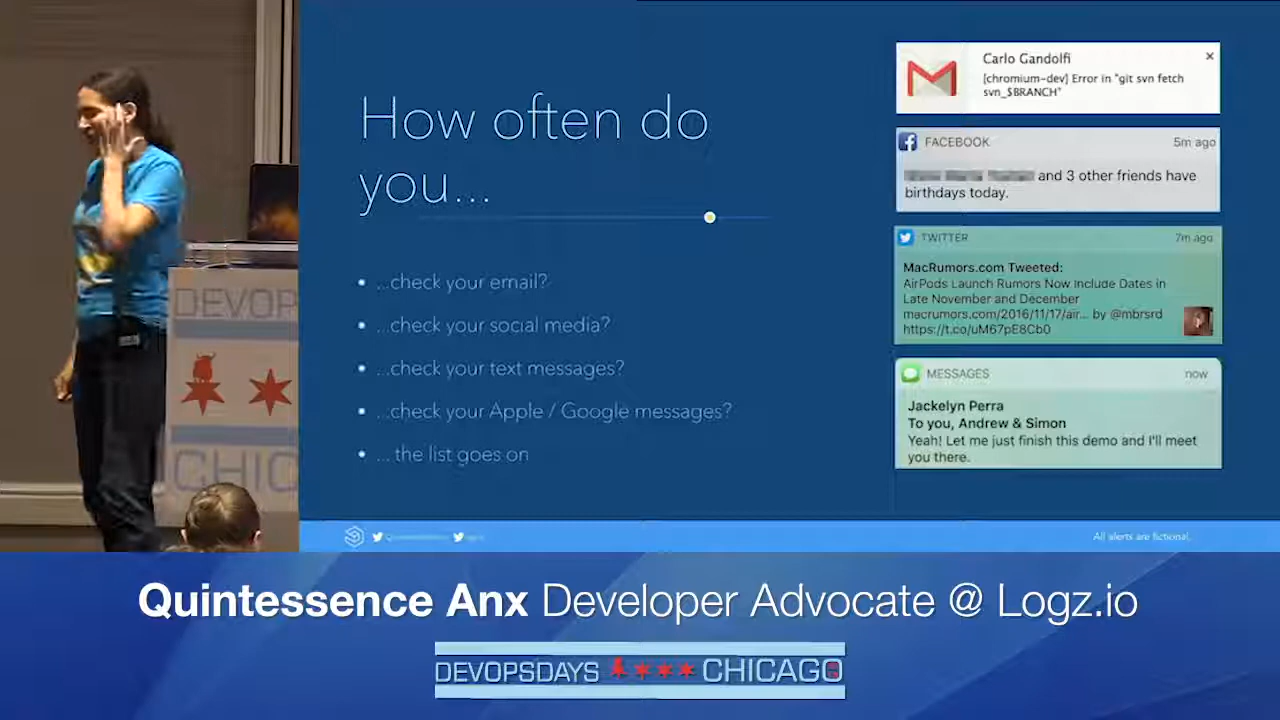 How often do
you...
...check your email?
...check your social media?
...check your text messages?
...check your Apple / Google messages?
... the list goes on
Carlo Gandolfi
[chromium-dev] Error in "git svn fetch
svn_$BRANCH"
FACEBOOK 5m ago
and 3 other friends have
birthdays today.
TWITTER 7m ago
MacRumors.com Tweeted:
AirPods Launch Rumors Now Include Dates in
Late November and December
macrumors.com/2016/11/17/air... by @mbrsrd
https://t.co/uM67pE8Cb0
MESSAGES now
Jackelyn Perra
To you, Andrew & Simon
Yeah! Let me just finish this demo and I'll meet
you there.
All alerts are fictional.
DEVOPS
CHIC
Quintessence Anx Developer Advocate @ Logz.io
DEVOPSDAYS CHICAGO